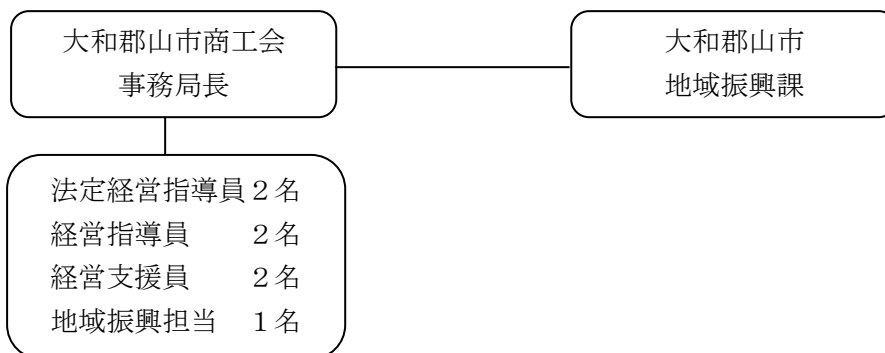 大和郡山市商工会
事務局長
大和郡山市
地域振興課
法定経営指導員２名
経営指導員　　２名
経営支援員　　２名
地域振興担当　１名